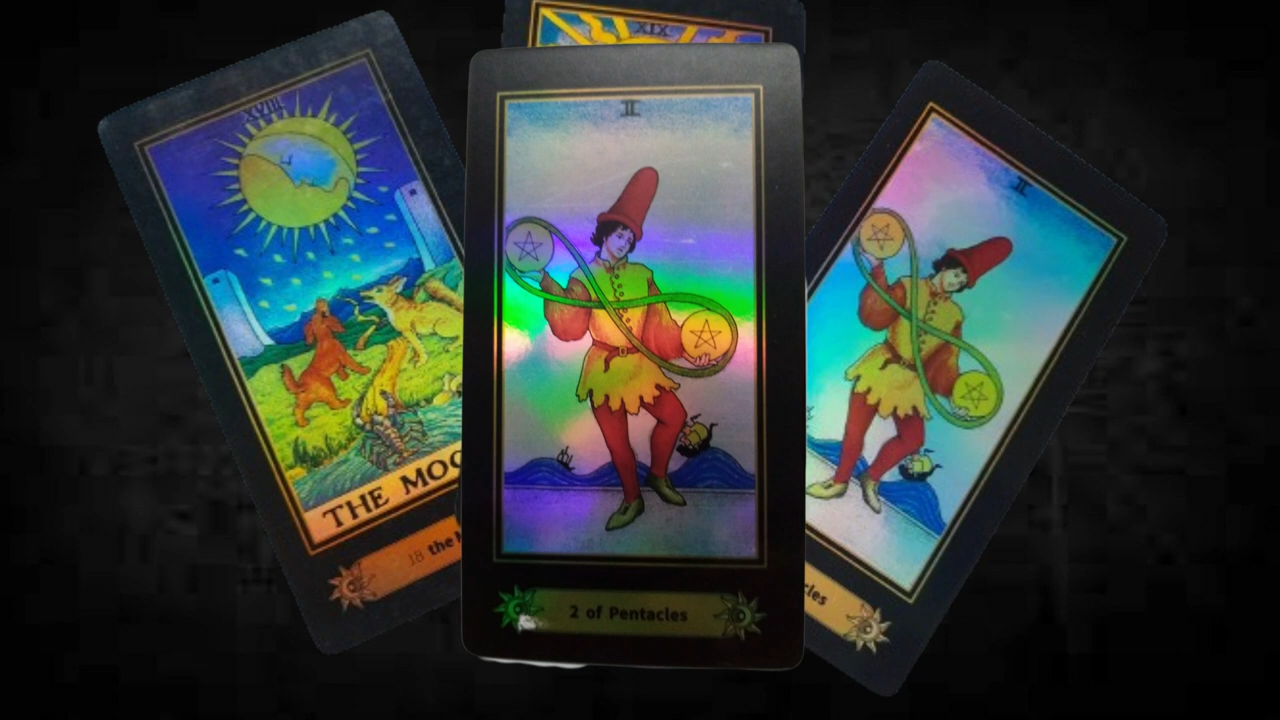 XIX
XVIII
THE MOO
18 the M
II
2 of Pentacles
II
cles